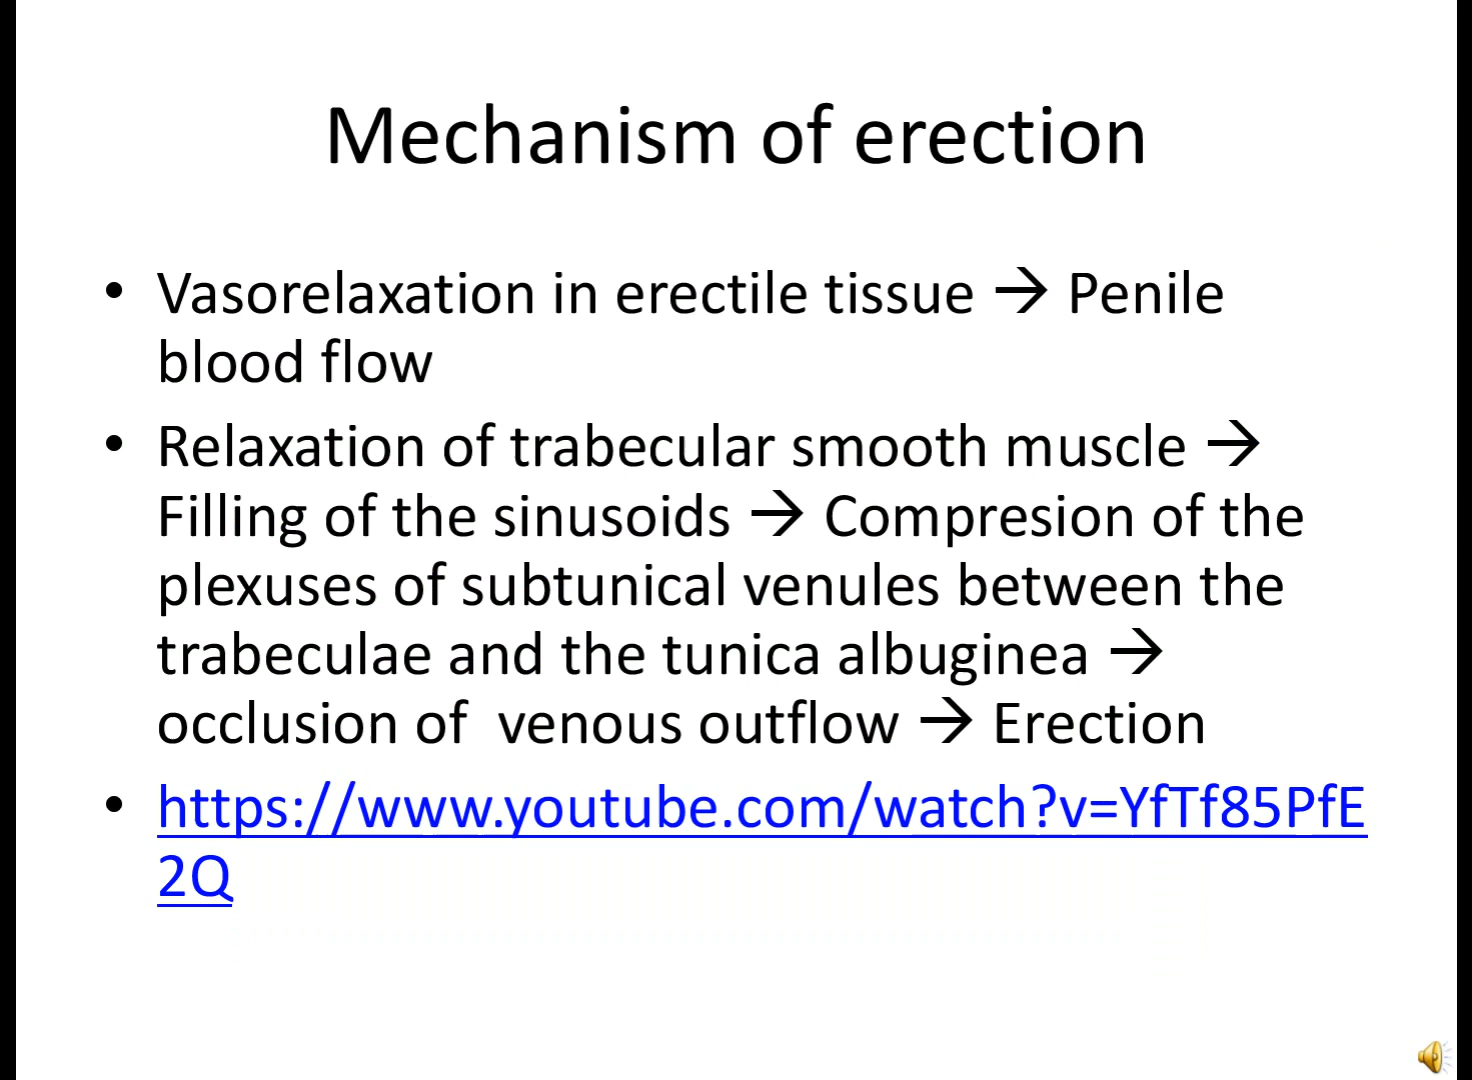 Mechanism of erection
• Vasorelaxation in erectile tissue → Penile
blood flow
• Relaxation of trabecular smooth muscle →
Filling of the sinusoids → Compresion of the
plexuses of subtunical venules between the
trabeculae and the tunica albuginea →
occlusion of  venous outflow → Erection
• https://www.youtube.com/watch?v=YfTf85PfE
2Q